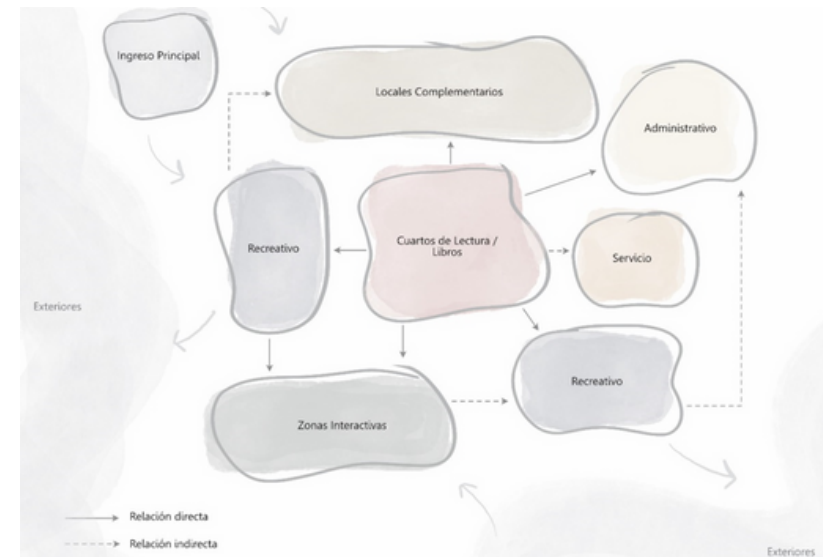 Ingreso Principal
Locales Complementarios
Administrativo
Recreativo
Cuartos de Lectura /
Libros
Servicio
Exteriores
Recreativo
Zonas Interactivas
Relación directa
Relación indirecta
Exteriores